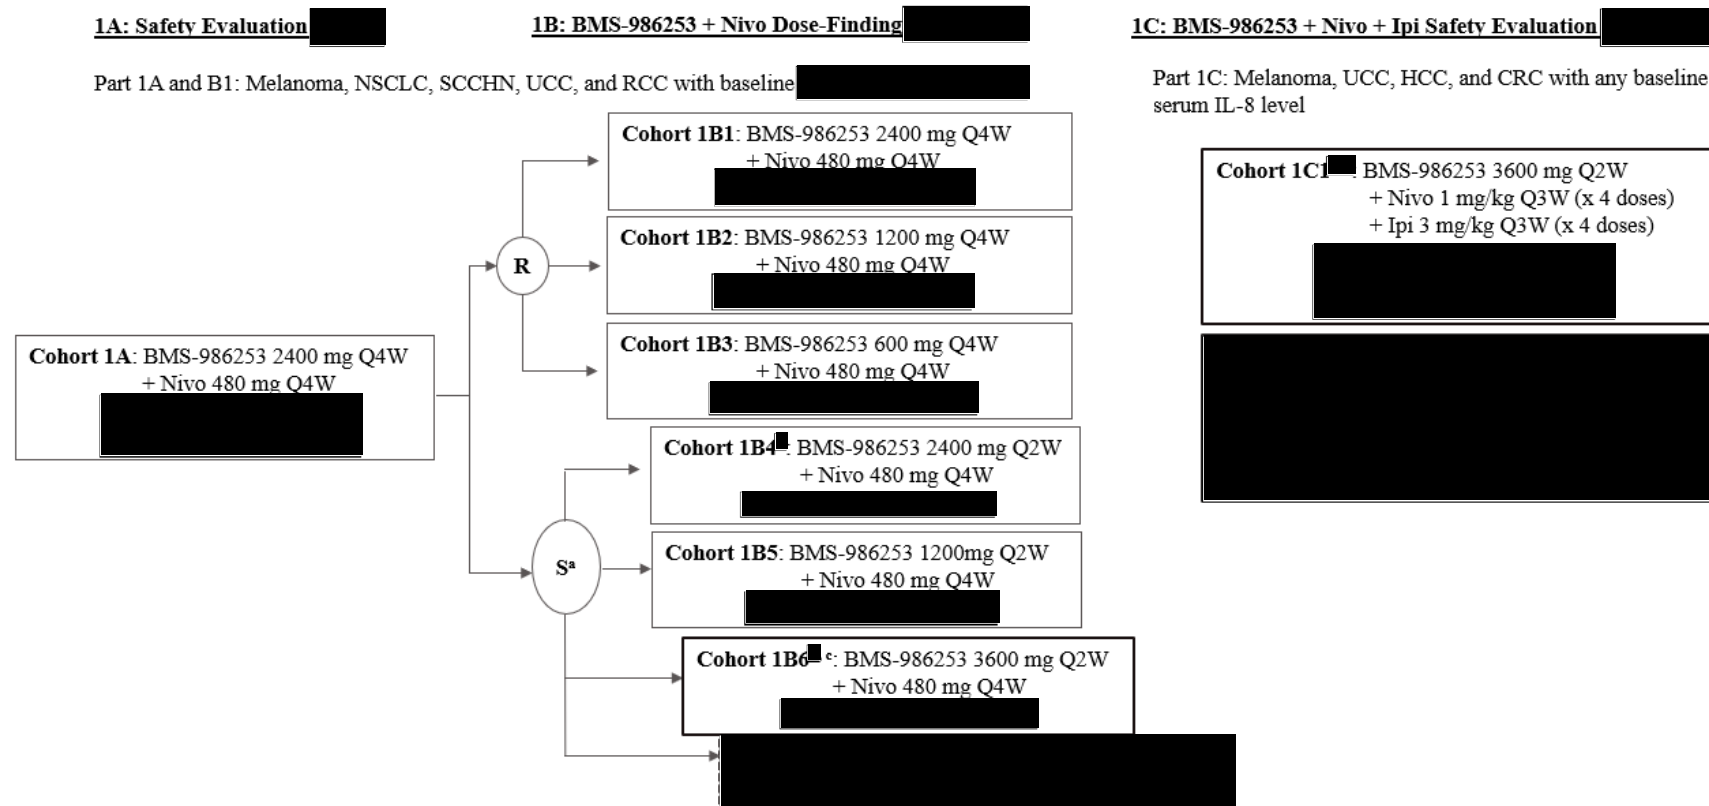 1A: Safety Evaluation
1B: BMS-986253 + Nivo Dose-Finding
1C: BMS-986253 + Nivo + Ipi Safety Evaluation
Part 1A and B1: Melanoma, NSCLC, SCCHN, UCC, and RCC with baseline
Part 1C: Melanoma, UCC, HCC, and CRC with any baseline
serum IL-8 level
Cohort 1B1: BMS-986253 2400 mg Q4W
+ Nivo 480 mg Q4W
Cohort 1C1 : BMS-986253 3600 mg Q2W
+ Nivo 1 mg/kg Q3W (x 4 doses)
+ Ipi 3 mg/kg Q3W (x 4 doses)
Cohort 1B2: BMS-986253 1200 mg Q4W
+ Nivo 480 mg Q4W
R
Cohort 1B3: BMS-986253 600 mg Q4W
+ Nivo 480 mg Q4W
Cohort 1A: BMS-986253 2400 mg Q4W
+ Nivo 480 mg Q4W
Cohort 1B4 : BMS-986253 2400 mg Q2W
+ Nivo 480 mg Q4W
Sᵃ
Cohort 1B5: BMS-986253 1200mg Q2W
+ Nivo 480 mg Q4W
Cohort 1B6 ᶜ: BMS-986253 3600 mg Q2W
+ Nivo 480 mg Q4W